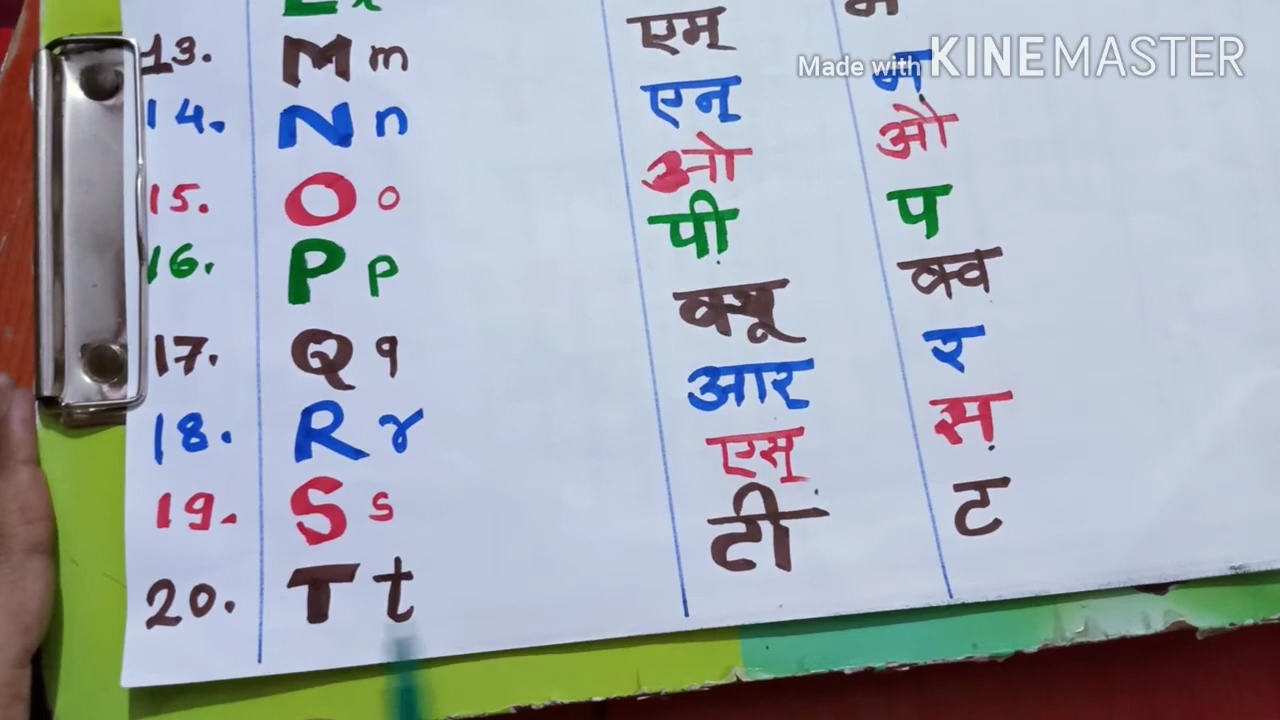 Made with KINEMASTER
13. M m एम्
14. N n एन् न
15. O o ओ ओ
16. P p पी प
17. Q q क्यू क्व
18. R r आर र
19. S s एस् स
20. T t टी ट